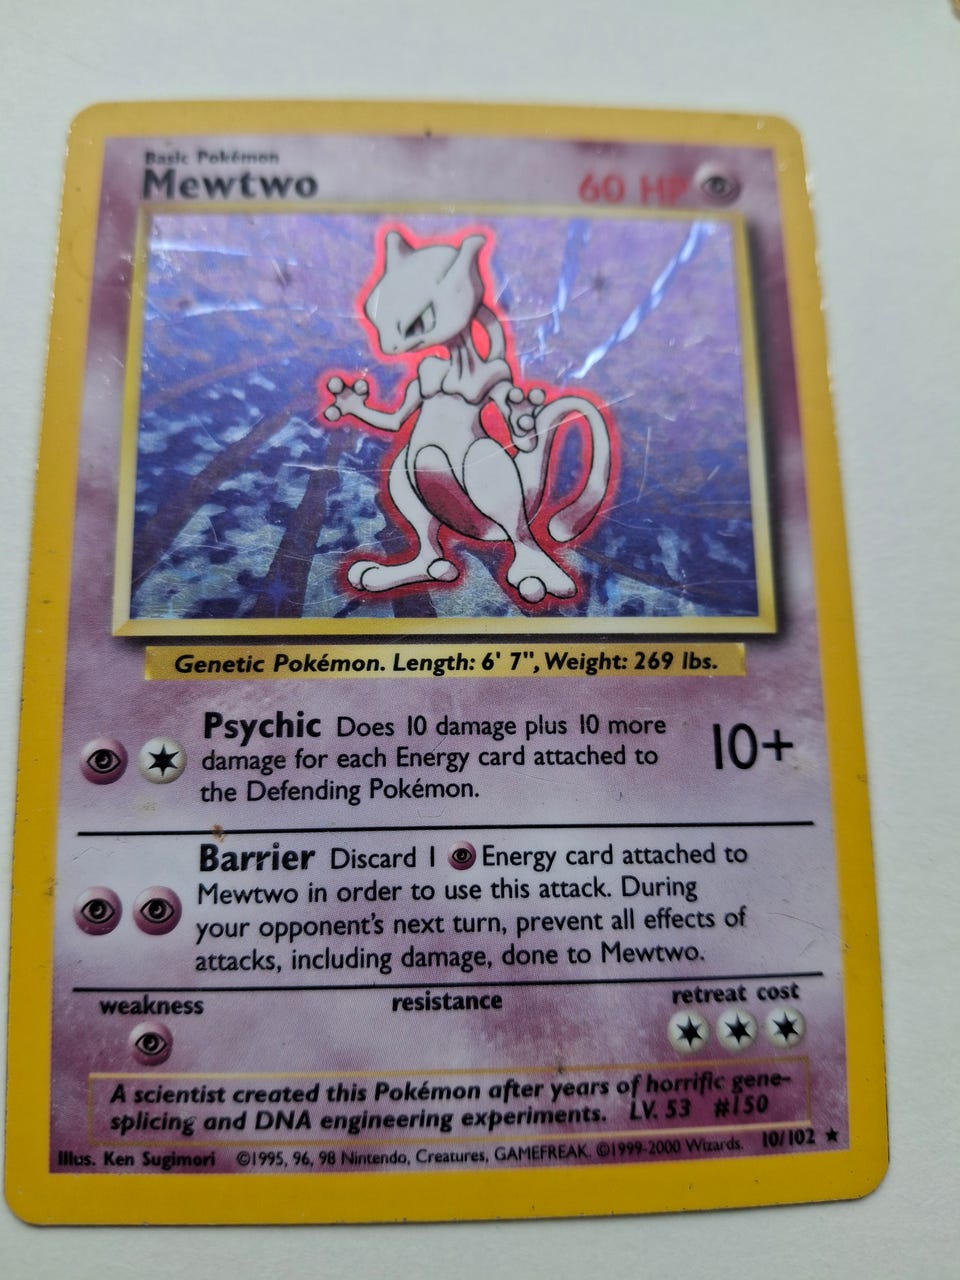 Basic Pokémon
Mewtwo 60 HP
Genetic Pokémon. Length: 6' 7", Weight: 269 lbs.
Psychic Does 10 damage plus 10 more
damage for each Energy card attached to
the Defending Pokémon.
10+
Barrier Discard 1 Energy card attached to
Mewtwo in order to use this attack. During
your opponent's next turn, prevent all effects of
attacks, including damage, done to Mewtwo.
weakness resistance retreat cost
A scientist created this Pokémon after years of horrific gene-
splicing and DNA engineering experiments. LV. 53 #150
Illus. Ken Sugimori ©1995, 96, 98 Nintendo, Creatures, GAMEFREAK. ©1999-2000 Wizards. 10/102 ★